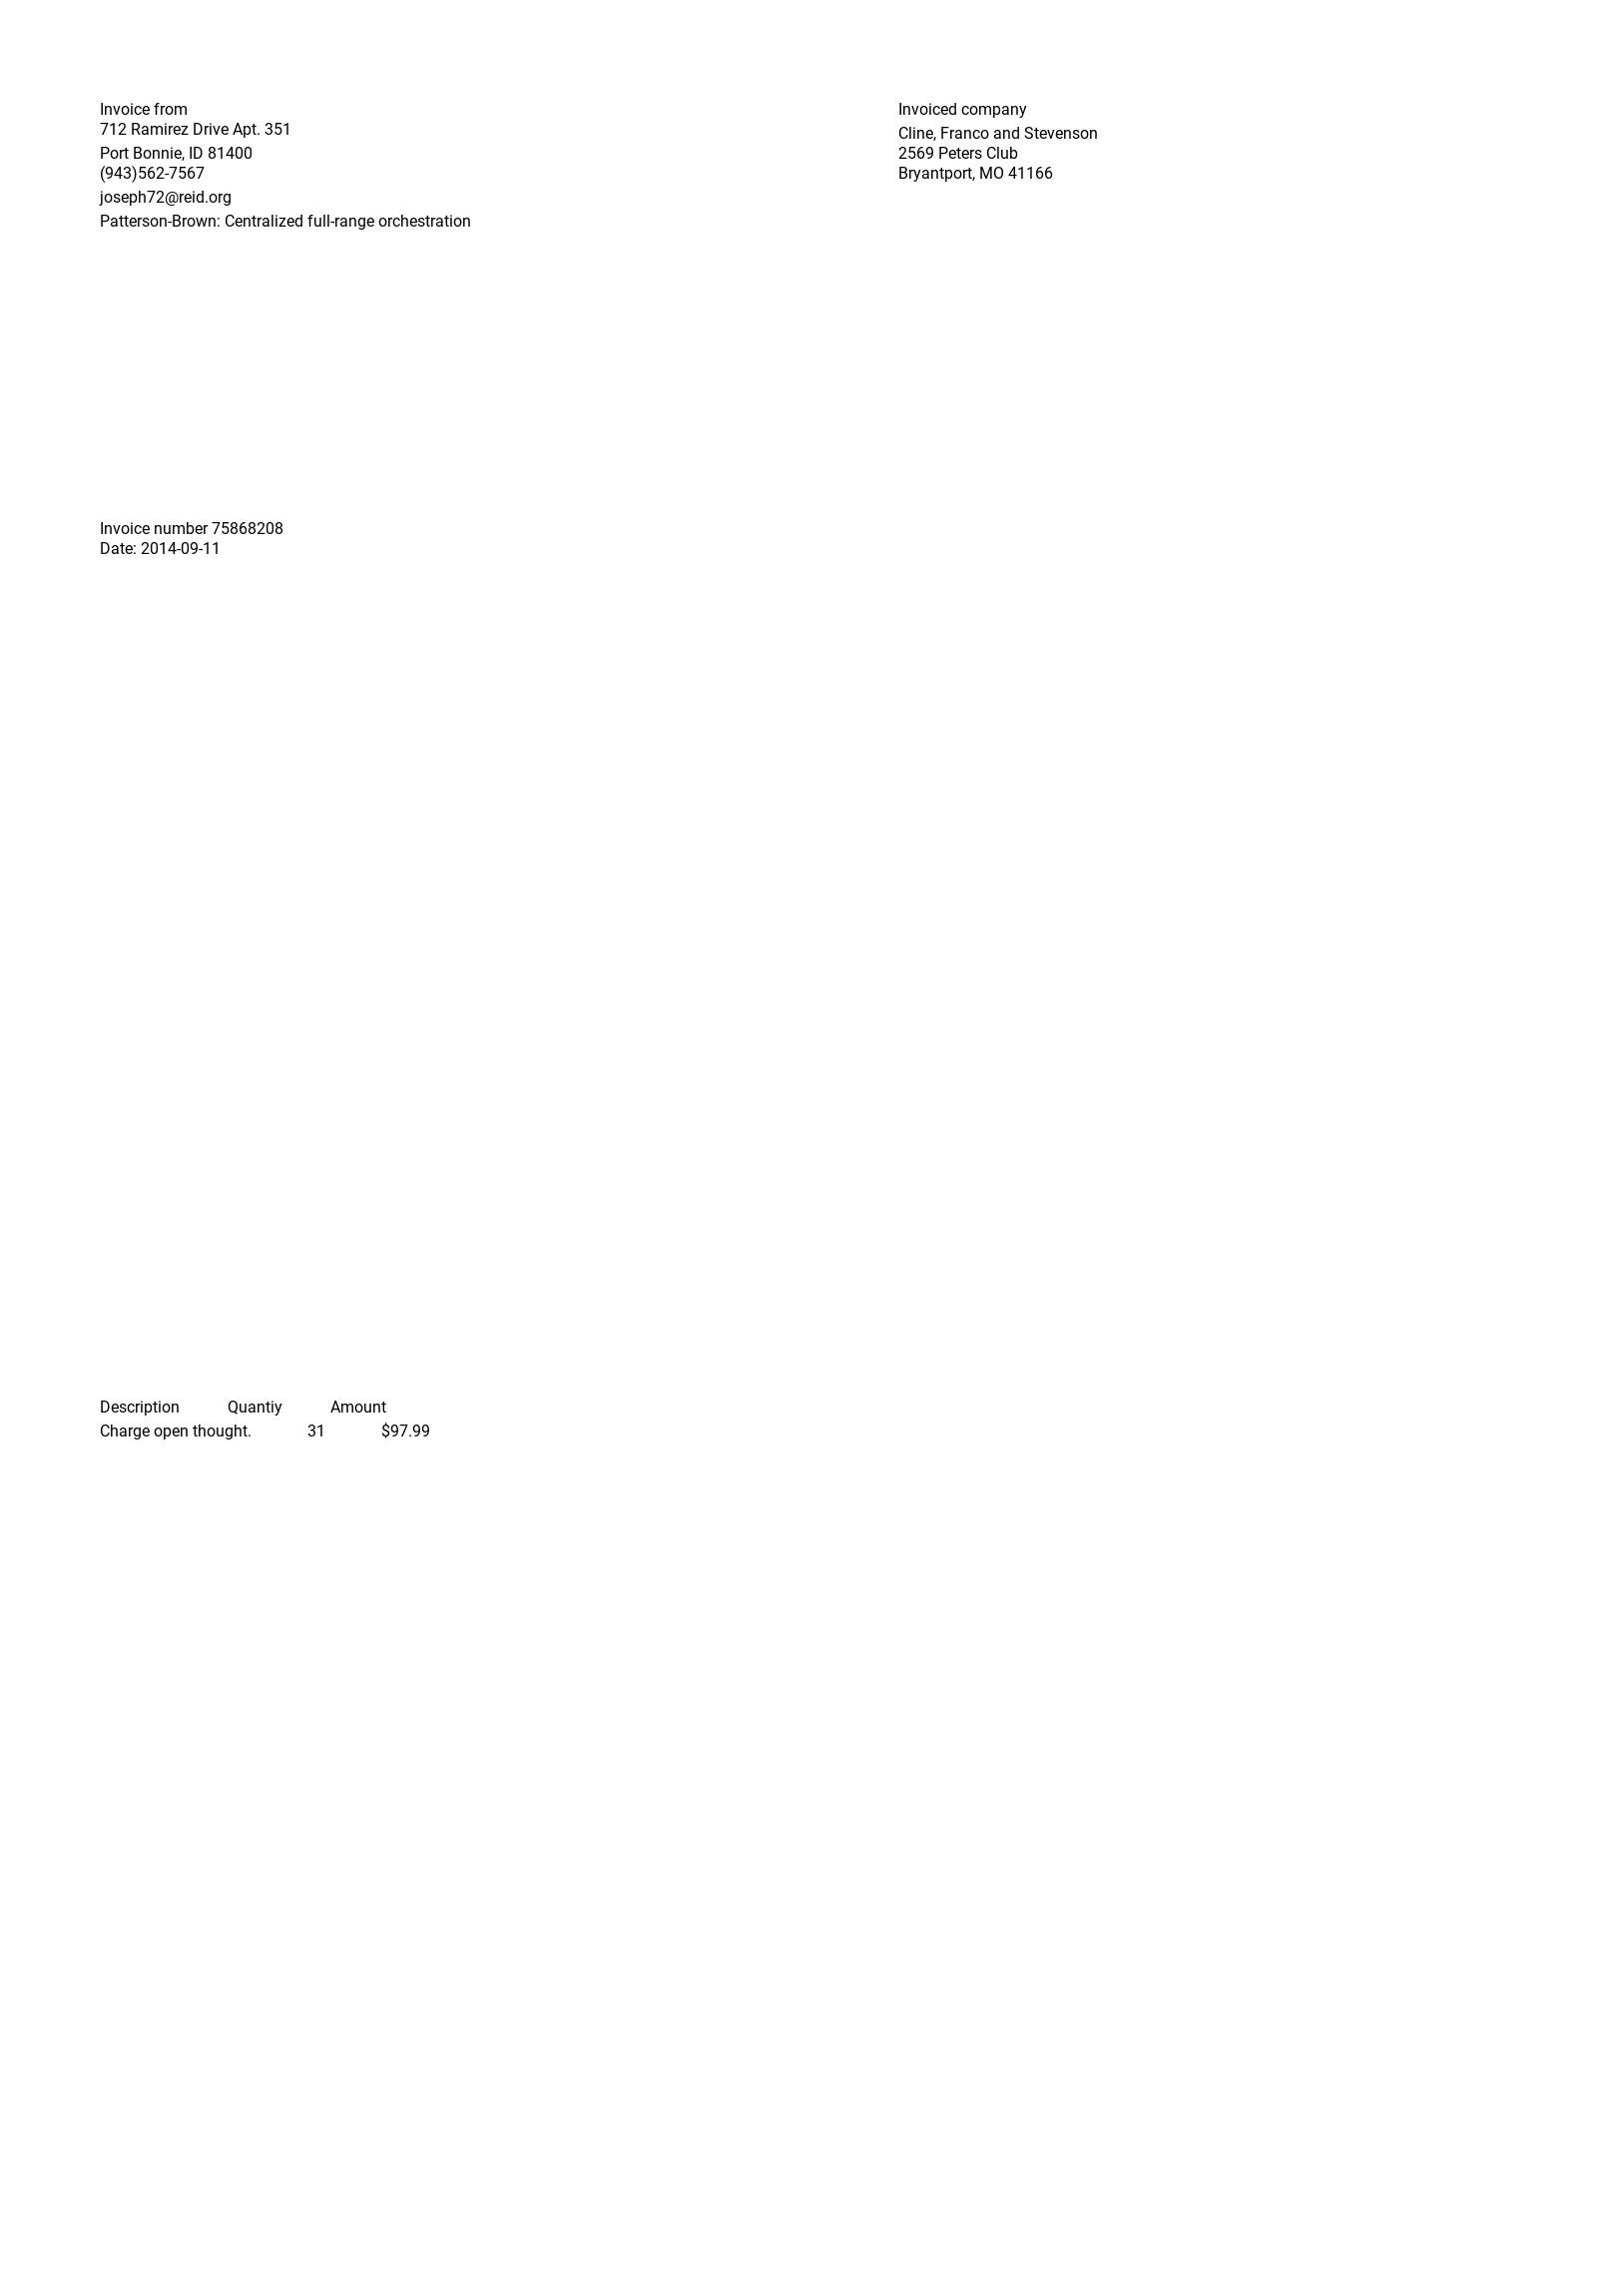 Invoice from
712 Ramirez Drive Apt. 351
Port Bonnie, ID 81400
(943)562-7567
joseph72@reid.org
Patterson-Brown: Centralized full-range orchestration
Invoiced company
Cline, Franco and Stevenson
2569 Peters Club
Bryantport, MO 41166
Invoice number 75868208
Date: 2014-09-11
Description Quantiy Amount
Charge open thought. 31 $97.99